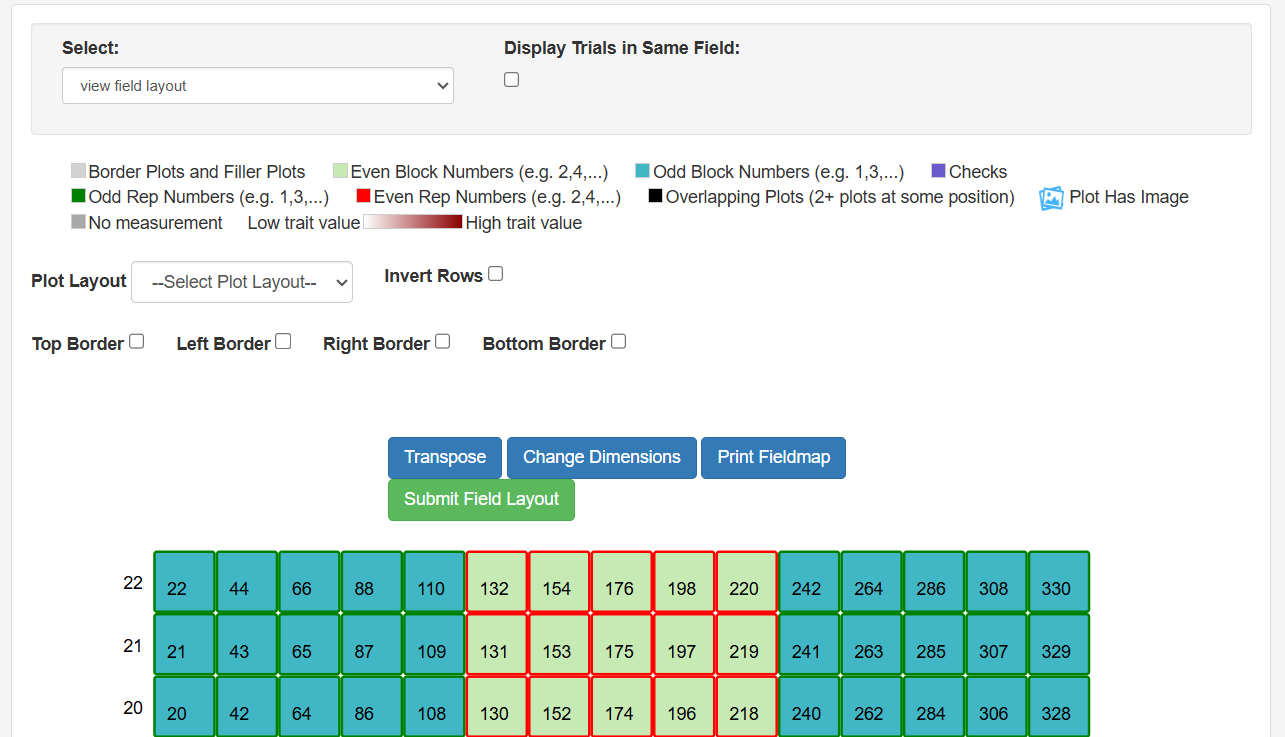 Select: Display Trials in Same Field:
view field layout
Border Plots and Filler Plots Even Block Numbers (e.g. 2,4,...) Odd Block Numbers (e.g. 1,3,...) Checks
Odd Rep Numbers (e.g. 1,3,...) Even Rep Numbers (e.g. 2,4,...) Overlapping Plots (2+ plots at some position) Plot Has Image
No measurement Low trait value High trait value
Plot Layout --Select Plot Layout-- Invert Rows
Top Border Left Border Right Border Bottom Border
Transpose Change Dimensions Print Fieldmap
Submit Field Layout
22 22 44 66 88 110 132 154 176 198 220 242 264 286 308 330
21 21 43 65 87 109 131 153 175 197 219 241 263 285 307 329
20 20 42 64 86 108 130 152 174 196 218 240 262 284 306 328